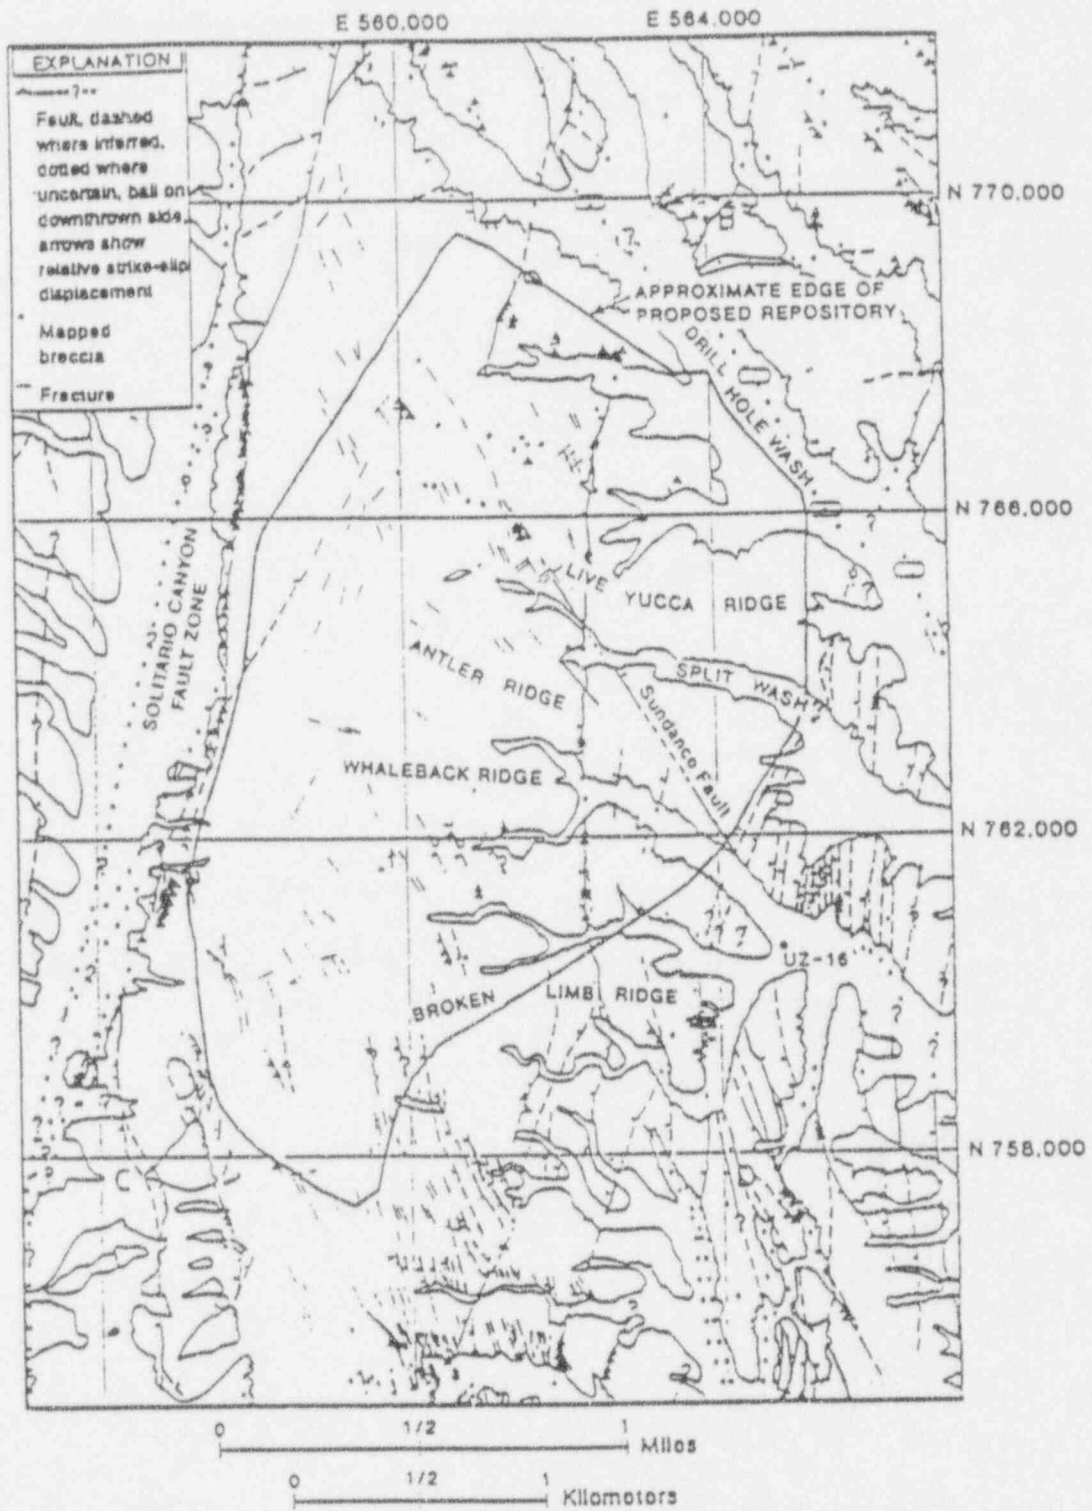 E 560.000
E 564.000
EXPLANATION
?
Fault, dashed
where inferred,
dotted where
uncertain, ball on
downthrown side,
arrows show
relative strike-slip
displacement
Mapped
breccia
Fracture
N 770,000
B
?
APPROXIMATE EDGE OF
PROPOSED REPOSITORY
DRILL HOLE WASH
N 766,000
SOLITARIO CANYON
FAULT ZONE
LIVE
YUCCA RIDGE
ANTLER RIDGE
SPLIT WASH
Sundance Fault
WHALEBACK RIDGE
N 762,000
UZ-16
BROKEN LIMB RIDGE
N 758,000
C
0 1/2 1
Miles
0 1/2 1
Kilometers